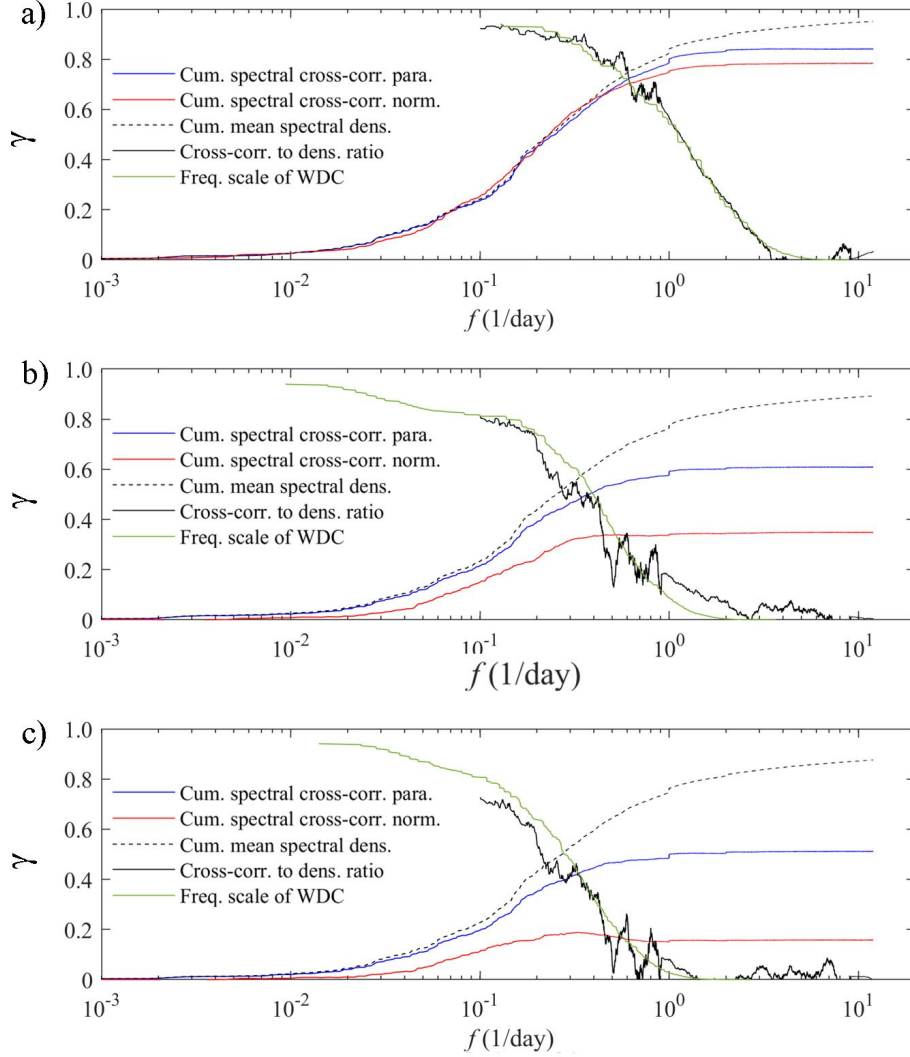 a)
1.0
0.8
0.6
0.4
0.2
0
γ
Cum. spectral cross-corr. para.
Cum. spectral cross-corr. norm.
Cum. mean spectral dens.
Cross-corr. to dens. ratio
Freq. scale of WDC
10⁻³ 10⁻² 10⁻¹ 10⁰ 10¹
f (1/day)
b)
1.0
0.8
0.6
0.4
0.2
0
γ
Cum. spectral cross-corr. para.
Cum. spectral cross-corr. norm.
Cum. mean spectral dens.
Cross-corr. to dens. ratio
Freq. scale of WDC
10⁻³ 10⁻² 10⁻¹ 10⁰ 10¹
f (1/day)
c)
1.0
0.8
0.6
0.4
0.2
0
γ
Cum. spectral cross-corr. para.
Cum. spectral cross-corr. norm.
Cum. mean spectral dens.
Cross-corr. to dens. ratio
Freq. scale of WDC
10⁻³ 10⁻² 10⁻¹ 10⁰ 10¹
f (1/day)